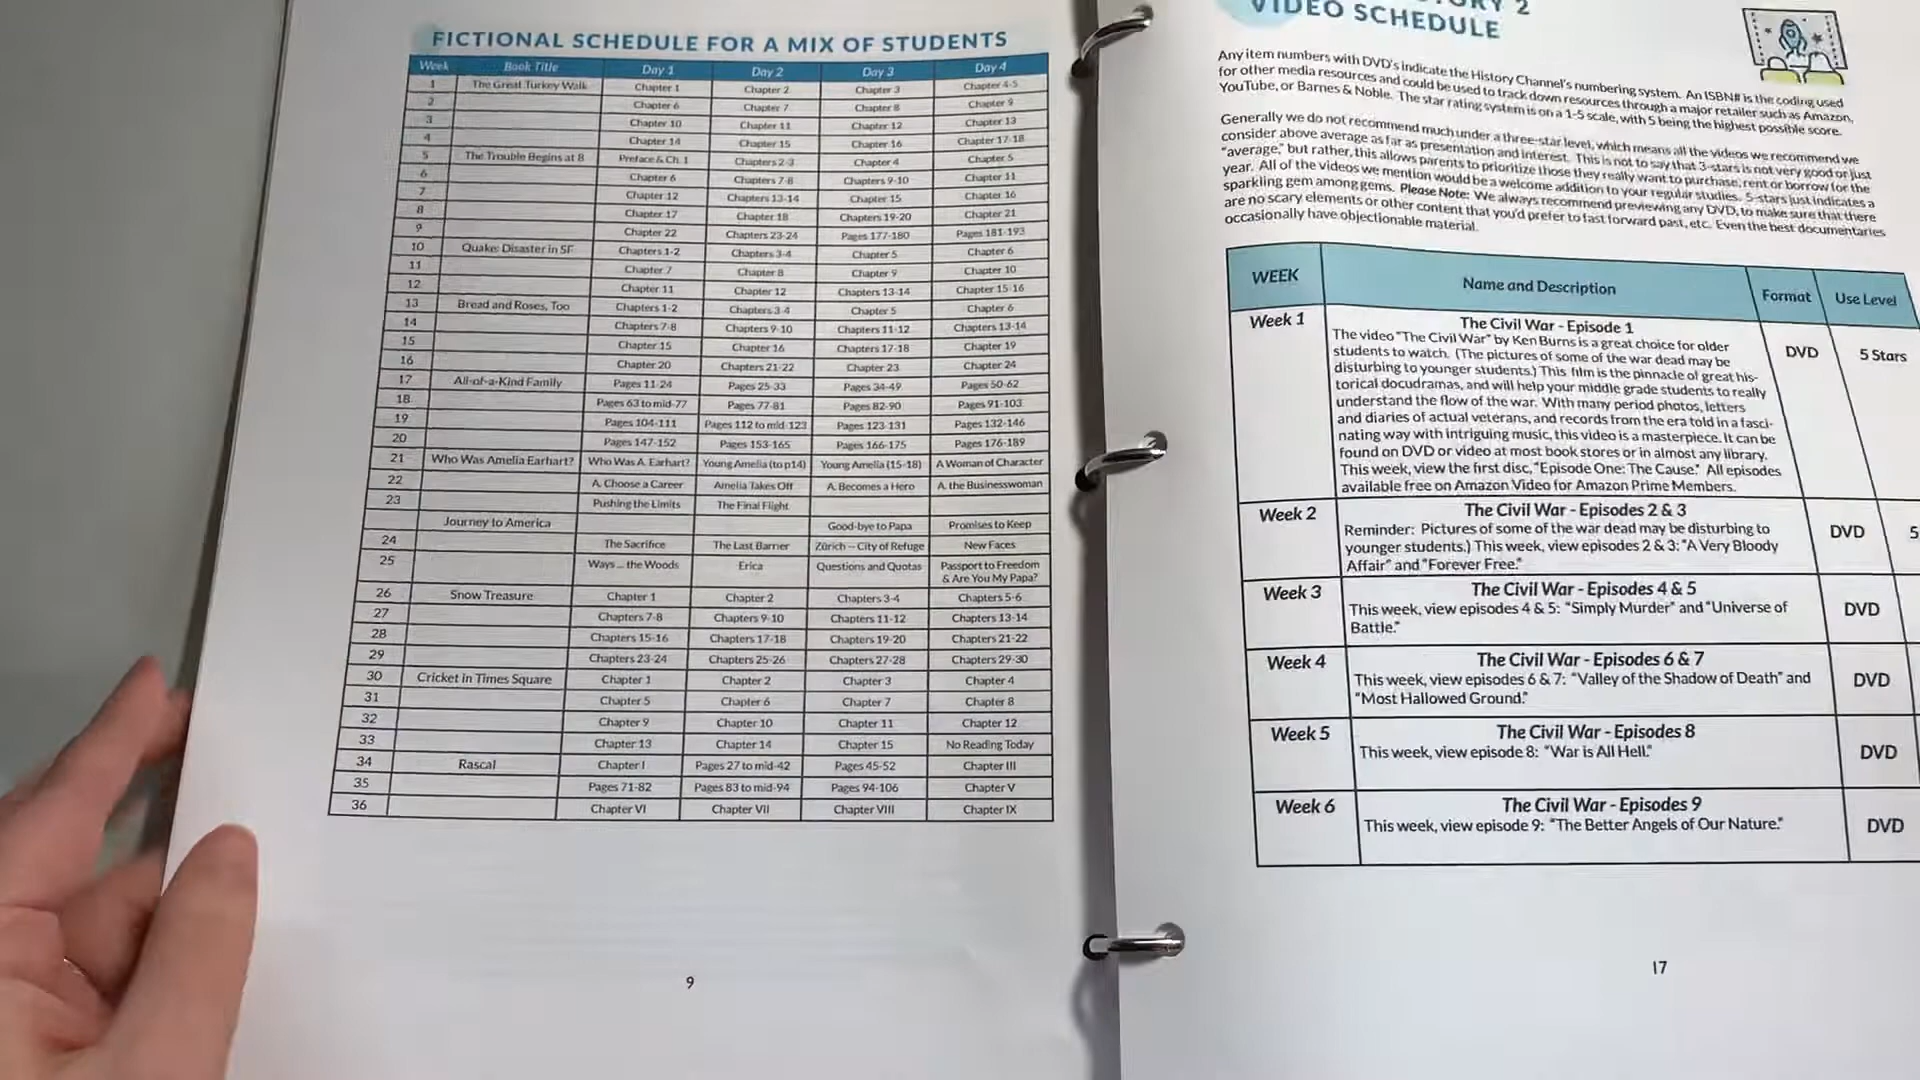 FICTIONAL SCHEDULE FOR A MIX OF STUDENTS
Week Book Title Day 1 Day 2 Day 3 Day 4
1 The Great Turkey Walk Chapter 1 Chapter 2 Chapter 3 Chapter 4-5
2 Chapter 6 Chapter 7 Chapter 8 Chapter 9
3 Chapter 10 Chapter 11 Chapter 12 Chapter 13
4 Chapter 14 Chapter 15 Chapter 16 Chapter 17-18
5 The Trouble Begins at 8 Preface & Ch. 1 Chapters 2-3 Chapter 4 Chapter 5
6 Chapter 6 Chapters 7-8 Chapters 9-10 Chapter 11
7 Chapter 12 Chapters 13-14 Chapter 15 Chapter 16
8 Chapter 17 Chapter 18 Chapters 19-20 Chapter 21
9 Chapter 22 Chapters 23-24 Pages 177-180 Pages 181-193
10 Quake: Disaster in SF Chapters 1-2 Chapters 3-4 Chapter 5 Chapter 6
11 Chapter 7 Chapter 8 Chapter 9 Chapter 10
12 Chapter 11 Chapter 12 Chapters 13-14 Chapter 15-16
13 Bread and Roses, Too Chapters 1-2 Chapters 3-4 Chapter 5 Chapter 6
14 Chapters 7-8 Chapters 9-10 Chapters 11-12 Chapters 13-14
15 Chapter 15 Chapter 16 Chapters 17-18 Chapter 19
16 Chapter 20 Chapters 21-22 Chapter 23 Chapter 24
17 All-of-a-Kind Family Pages 11-24 Pages 25-33 Pages 34-49 Pages 50-62
18 Pages 63 to mid-77 Pages 77-81 Pages 82-90 Pages 91-103
19 Pages 104-111 Pages 112 to mid-123 Pages 123-131 Pages 132-146
20 Pages 147-152 Pages 153-165 Pages 166-175 Pages 176-189
21 Who Was Amelia Earhart? Who Was A. Earhart? Young Amelia (to p14) Young Amelia (15-18) A Woman of Character
22 A. Choose a Career Amelia Takes Off A. Becomes a Hero A. the Businesswoman
23 Pushing the Limits The Final Flight
Journey to America Good-bye to Papa Promises to Keep
24 The Sacrifice The Last Barrier Zürich – City of Refuge New Faces
25 Ways ... the Woods Erica Questions and Quotas Passport to Freedom
& Are You My Papa?
26 Snow Treasure Chapter 1 Chapter 2 Chapters 3-4 Chapters 5-6
27 Chapters 7-8 Chapters 9-10 Chapters 11-12 Chapters 13-14
28 Chapters 15-16 Chapters 17-18 Chapters 19-20 Chapters 21-22
29 Chapters 23-24 Chapters 25-26 Chapters 27-28 Chapters 29-30
30 Cricket in Times Square Chapter 1 Chapter 2 Chapter 3 Chapter 4
31 Chapter 5 Chapter 6 Chapter 7 Chapter 8
32 Chapter 9 Chapter 10 Chapter 11 Chapter 12
33 Chapter 13 Chapter 14 Chapter 15 No Reading Today
34 Rascal Chapter I Pages 27 to mid-42 Pages 45-52 Chapter III
35 Pages 71-82 Pages 83 to mid-94 Pages 94-106 Chapter V
36 Chapter VI Chapter VII Chapter VIII Chapter IX
9
2
VIDEO SCHEDULE
Any item numbers with DVD's indicate the History Channel's numbering system. An ISBN# is the coding used
for other media resources and could be used to track down resources through a major retailer such as Amazon,
YouTube, or Barnes & Noble. The star rating system is on a 1-5 scale, with 5 being the highest possible score.
Generally we do not recommend much under a three-star level, which means all the videos we recommend we
consider above average as far as presentation and interest. This is not to say that 3-stars is not very good or just
"average," but rather, this allows parents to prioritize those they really want to purchase, rent or borrow for the
year. All of the videos we mention would be a welcome addition to your regular studies. 5-stars just indicates a
sparkling gem among gems. Please Note: We always recommend previewing any DVD, to make sure that there
are no scary elements or other content that you'd prefer to fast forward past, etc. Even the best documentaries
occasionally have objectionable material.
WEEK Name and Description Format Use Level
Week 1 The Civil War - Episode 1
The video "The Civil War" by Ken Burns is a great choice for older
students to watch. (The pictures of some of the war dead may be
disturbing to younger students.) This film is the pinnacle of great his-
torical docudramas, and will help your middle grade students to really
understand the flow of the war. With many period photos, letters
and diaries of actual veterans, and records from the era told in a fasci-
nating way with intriguing music, this video is a masterpiece. It can be
found on DVD or video at most book stores or in almost any library.
This week, view the first disc, "Episode One: The Cause." All episodes
available free on Amazon Video for Amazon Prime Members.
DVD 5 Stars
Week 2 The Civil War - Episodes 2 & 3
Reminder: Pictures of some of the war dead may be disturbing to
younger students.) This week, view episodes 2 & 3: "A Very Bloody
Affair" and "Forever Free."
DVD 5
Week 3 The Civil War - Episodes 4 & 5
This week, view episodes 4 & 5: "Simply Murder" and "Universe of
Battle."
DVD
Week 4 The Civil War - Episodes 6 & 7
This week, view episodes 6 & 7: "Valley of the Shadow of Death" and
"Most Hallowed Ground."
DVD
Week 5 The Civil War - Episodes 8
This week, view episode 8: "War is All Hell."
DVD
Week 6 The Civil War - Episodes 9
This week, view episode 9: "The Better Angels of Our Nature."
DVD
17